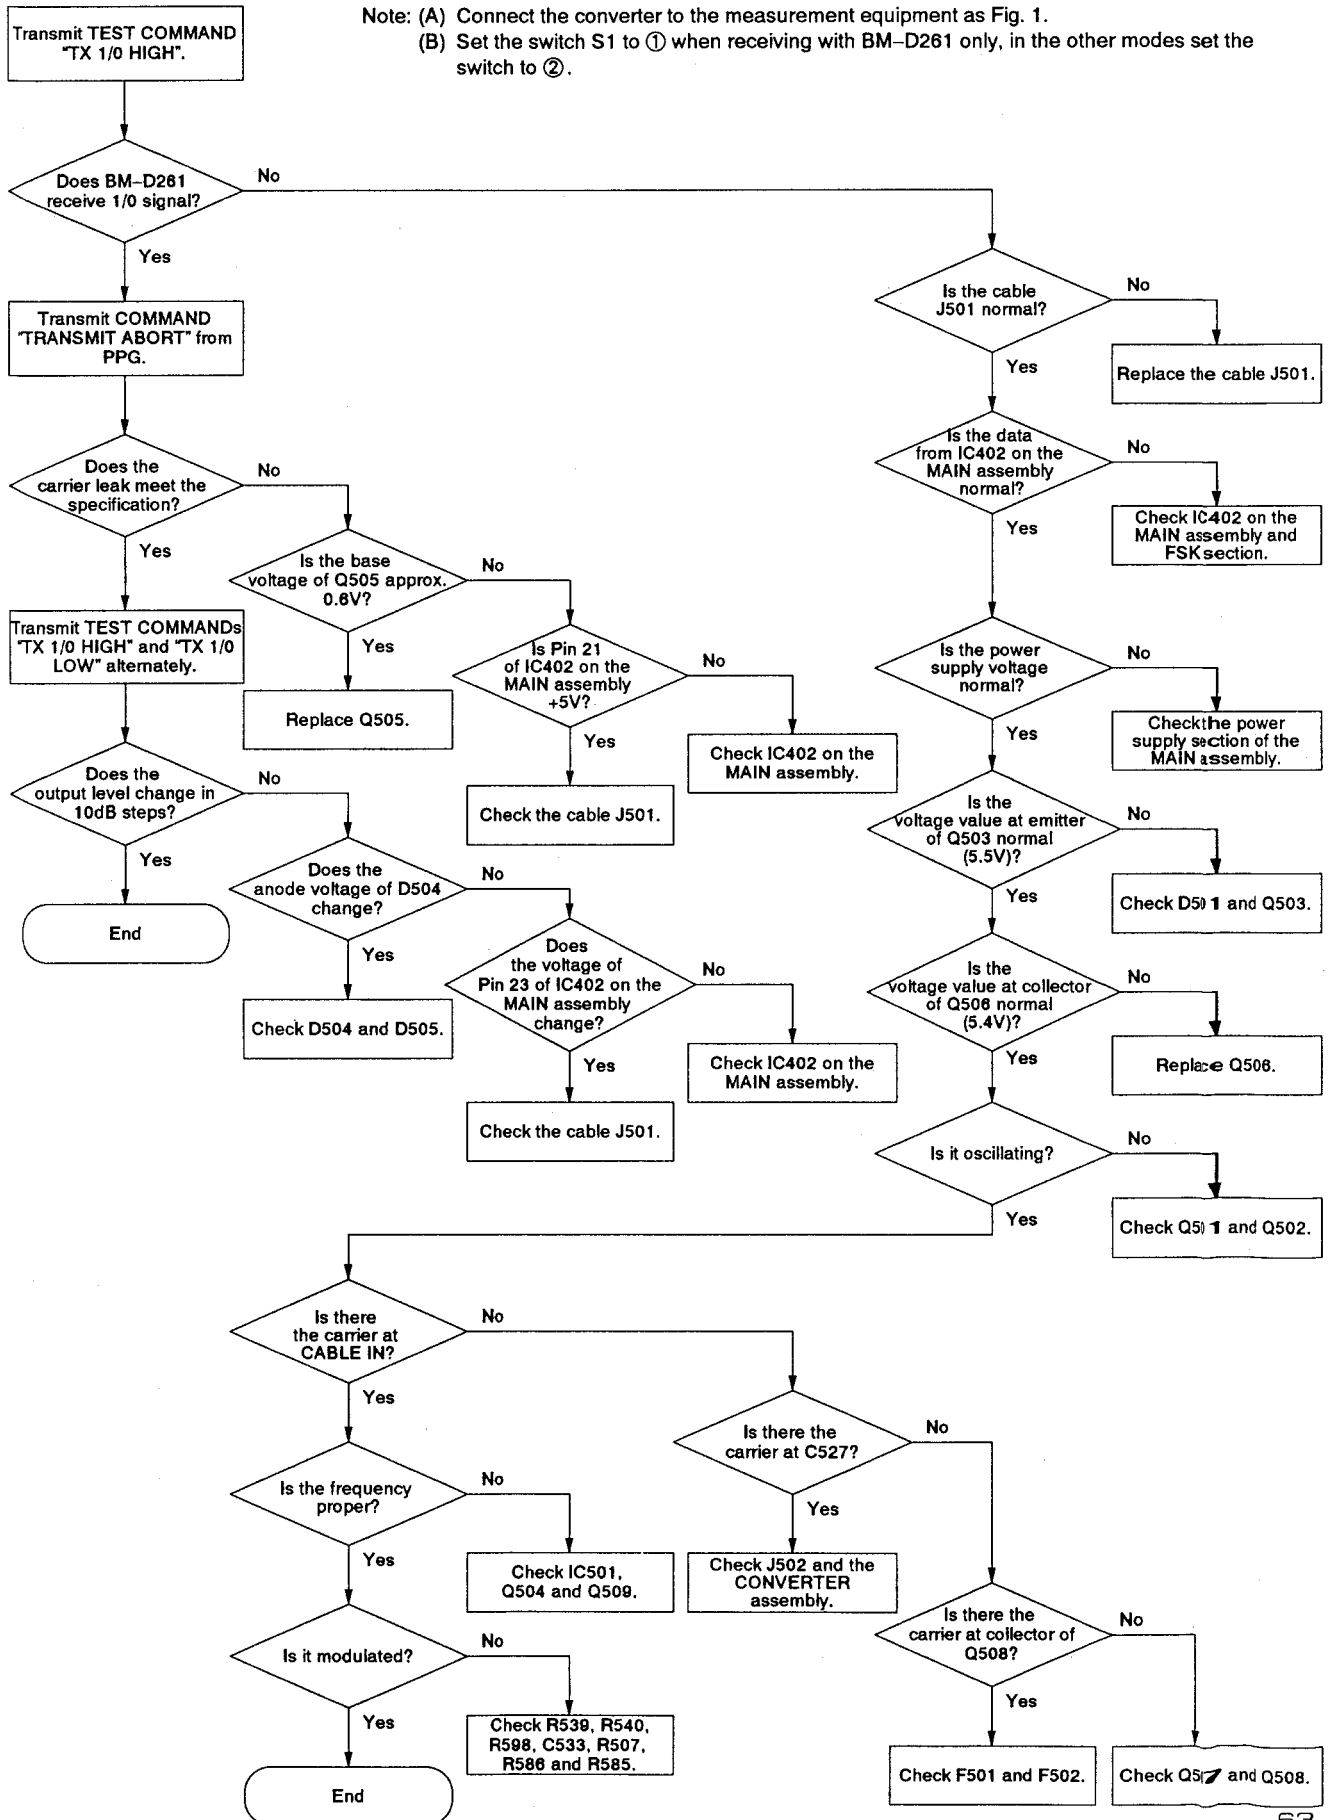 Note: (A) Connect the converter to the measurement equipment as Fig. 1.
(B) Set the switch S1 to ① when receiving with BM–D261 only, in the other modes set the
switch to ②.
Transmit TEST COMMAND
"TX 1/0 HIGH".
Does BM–D261
receive 1/0 signal?
No
Yes
Transmit COMMAND
"TRANSMIT ABORT" from
PPG.
Does the
carrier leak meet the
specification?
No
Yes
Is the base
voltage of Q505 approx.
0.6V?
No
Yes
Replace Q505.
Is Pin 21
of IC402 on the
MAIN assembly
+5V?
No
Yes
Check IC402 on the
MAIN assembly.
Check the cable J501.
Transmit TEST COMMANDs
"TX 1/0 HIGH" and "TX 1/0
LOW" alternately.
Does the
output level change in
10dB steps?
No
Yes
End
Does the
anode voltage of D504
change?
No
Yes
Check D504 and D505.
Does
the voltage of
Pin 23 of IC402 on the
MAIN assembly
change?
No
Yes
Check IC402 on the
MAIN assembly.
Check the cable J501.
Is the cable
J501 normal?
No
Yes
Replace the cable J501.
Is the data
from IC402 on the
MAIN assembly
normal?
No
Yes
Check IC402 on the
MAIN assembly and
FSK section.
Is the power
supply voltage
normal?
No
Yes
Check the power
supply section of the
MAIN assembly.
Is the
voltage value at emitter
of Q503 normal
(5.5V)?
No
Yes
Check D501 and Q503.
Is the
voltage value at collector
of Q506 normal
(5.4V)?
No
Yes
Replace Q506.
Is it oscillating?
No
Yes
Check Q501 and Q502.
Is there
the carrier at
CABLE IN?
No
Yes
Is there the
carrier at C527?
No
Yes
Is the frequency
proper?
No
Yes
Check IC501,
Q504 and Q509.
Check J502 and the
CONVERTER
assembly.
Is there the
carrier at collector of
Q508?
No
Yes
Is it modulated?
No
Yes
Check R539, R540,
R598, C533, R507,
R586 and R585.
Check F501 and F502.
Check Q507 and Q508.
End